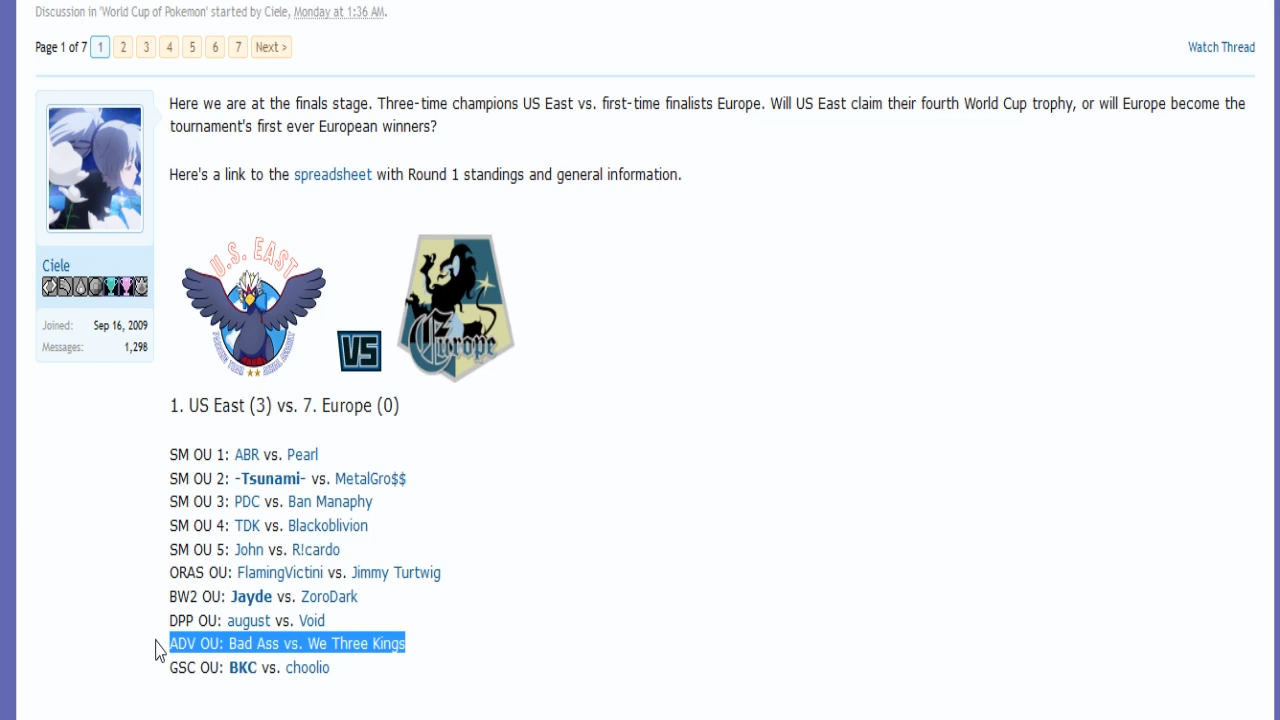 Discussion in 'World Cup of Pokemon' started by Ciele, Monday at 1:36 AM.
Page 1 of 7 1 2 3 4 5 6 7 Next > Watch Thread
Here we are at the finals stage. Three-time champions US East vs. first-time finalists Europe. Will US East claim their fourth World Cup trophy, or will Europe become the
tournament's first ever European winners?
Here's a link to the spreadsheet with Round 1 standings and general information.
Ciele
Joined: Sep 16, 2009
Messages: 1,298
U.S. EAST
VS
Europe
1. US East (3) vs. 7. Europe (0)
SM OU 1: ABR vs. Pearl
SM OU 2: -Tsunami- vs. MetalGro$$
SM OU 3: PDC vs. Ban Manaphy
SM OU 4: TDK vs. Blackoblivion
SM OU 5: John vs. R!cardo
ORAS OU: FlamingVictini vs. Jimmy Turtwig
BW2 OU: Jayde vs. ZoroDark
DPP OU: august vs. Void
ADV OU: Bad Ass vs. We Three Kings
GSC OU: BKC vs. choolio